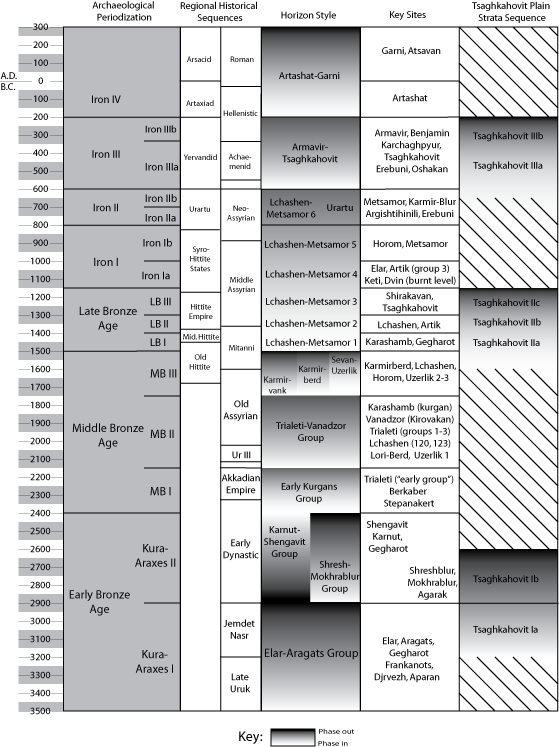 Archaeological
Periodization
Regional Historical
Sequences
Horizon Style
Key Sites
Tsaghkahovit Plain
Strata Sequence
300
200
100
A.D.
0
B.C.
100
200
300
400
500
600
700
800
900
1000
1100
1200
1300
1400
1500
1600
1700
1800
1900
2000
2100
2200
2300
2400
2500
2600
2700
2800
2900
3000
3100
3200
3300
3400
3500
Iron IV
Iron III
Iron IIIb
Iron IIIa
Iron II
Iron IIb
Iron IIa
Iron I
Iron Ib
Iron Ia
Late Bronze
Age
LB III
LB II
LB I
Middle Bronze
Age
MB III
MB II
MB I
Early Bronze
Age
Kura-
Araxes II
Kura-
Araxes I
Arsacid
Artaxiad
Yervandid
Urartu
Syro-
Hittite
States
Hittite
Empire
Mid. Hittite
Old
Hittite
Roman
Hellenistic
Achae-
menid
Neo-
Assyrian
Middle
Assyrian
Mitanni
Old
Assyrian
Ur III
Akkadian
Empire
Early
Dynastic
Jemdet
Nasr
Late
Uruk
Artashat-Garni
Armavir-
Tsaghkahovit
Lchashen-
Metsamor 6
Urartu
Lchashen-Metsamor 5
Lchashen-Metsamor 4
Lchashen-Metsamor 3
Lchashen-Metsamor 2
Lchashen-Metsamor 1
Karmir-
vank
Karmir-
berd
Sevan-
Uzerlik
Trialeti-Vanadzor
Group
Early Kurgans
Group
Karnut-
Shengavit
Group
Shresh-
Mokhrablur
Group
Elar-Aragats Group
Garni, Atsavan
Artashat
Armavir, Benjamin
Karchaghpyur,
Tsaghkahovit
Erebuni, Oshakan
Metsamor, Karmir-Blur
Argishtihinili, Erebuni
Horom, Metsamor
Elar, Artik (group 3)
Keti, Dvin (burnt level)
Shirakavan,
Tsaghkahovit
Lchashen, Artik
Karashamb, Gegharot
Karmirberd, Lchashen,
Horom, Uzerlik 2-3
Karashamb (kurgan)
Vanadzor (Kirovakan)
Trialeti (groups 1-3)
Lchashen (120, 123)
Lori-Berd, Uzerlik 1
Trialeti ("early group")
Berkaber
Stepanakert
Shengavit
Karnut,
Gegharot
Shreshblur,
Mokhrablur,
Agarak
Elar, Aragats,
Gegharot
Frankanots,
Djrvezh, Aparan
Tsaghkahovit IIIb
Tsaghkahovit IIIa
Tsaghkahovit IIc
Tsaghkahovit IIb
Tsaghkahovit IIa
Tsaghkahovit Ib
Tsaghkahovit Ia
Key:
Phase out
Phase in